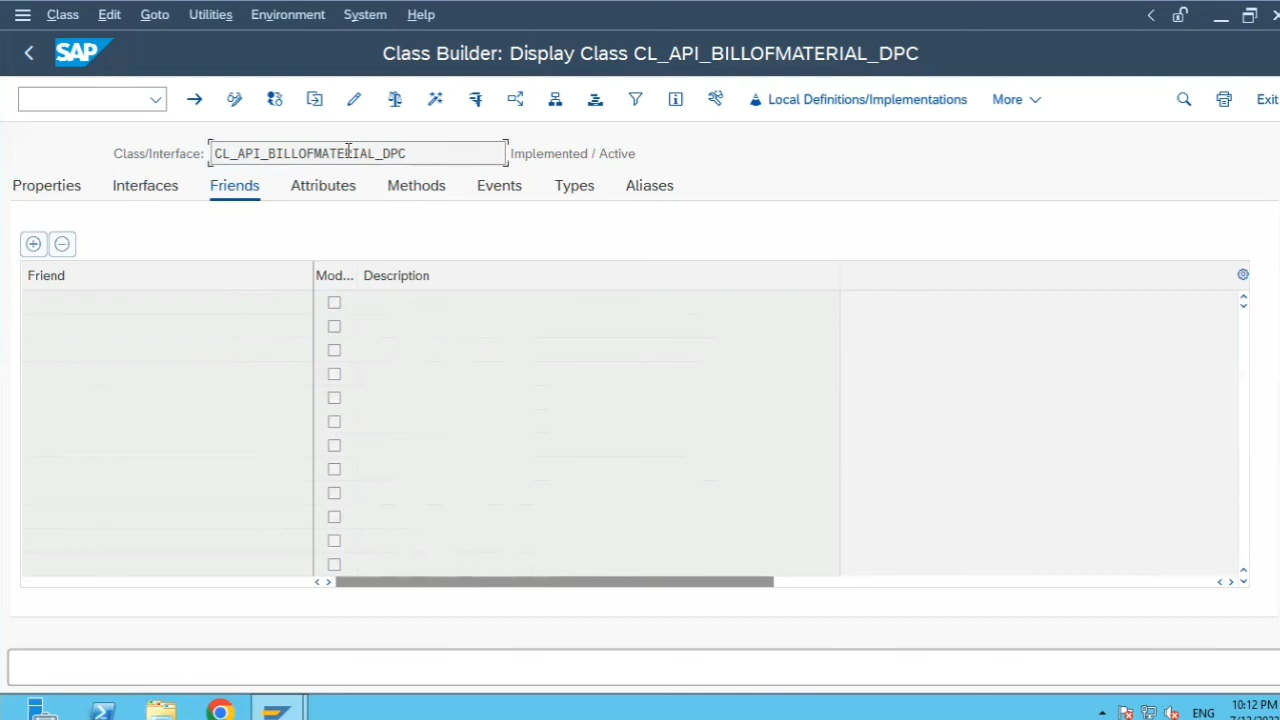 Class Edit Goto Utilities Environment System Help
SAP Class Builder: Display Class CL_API_BILLOFMATERIAL_DPC
Local Definitions/Implementations More Exit
Class/Interface: CL_API_BILLOFMATERIAL_DPC Implemented / Active
Properties Interfaces Friends Attributes Methods Events Types Aliases
Friend Mod... Description
10:12 PM
ENG